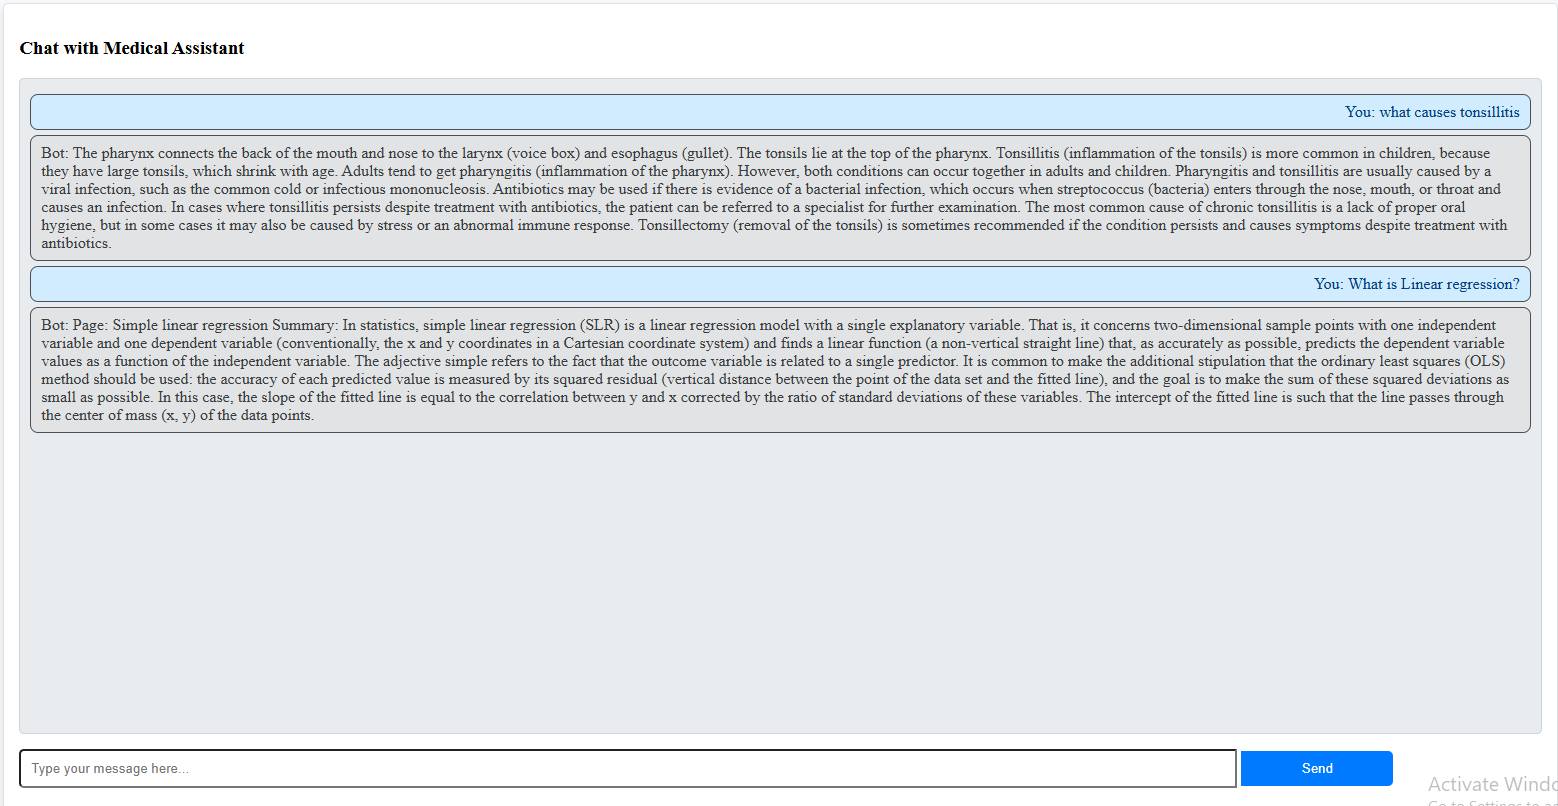 Chat with Medical Assistant
You: what causes tonsillitis
Bot: The pharynx connects the back of the mouth and nose to the larynx (voice box) and esophagus (gullet). The tonsils lie at the top of the pharynx. Tonsillitis (inflammation of the tonsils) is more common in children, because
they have large tonsils, which shrink with age. Adults tend to get pharyngitis (inflammation of the pharynx). However, both conditions can occur together in adults and children. Pharyngitis and tonsillitis are usually caused by a
viral infection, such as the common cold or infectious mononucleosis. Antibiotics may be used if there is evidence of a bacterial infection, which occurs when streptococcus (bacteria) enters through the nose, mouth, or throat and
causes an infection. In cases where tonsillitis persists despite treatment with antibiotics, the patient can be referred to a specialist for further examination. The most common cause of chronic tonsillitis is a lack of proper oral
hygiene, but in some cases it may also be caused by stress or an abnormal immune response. Tonsillectomy (removal of the tonsils) is sometimes recommended if the condition persists and causes symptoms despite treatment with
antibiotics.
You: What is Linear regression?
Bot: Page: Simple linear regression Summary: In statistics, simple linear regression (SLR) is a linear regression model with a single explanatory variable. That is, it concerns two-dimensional sample points with one independent
variable and one dependent variable (conventionally, the x and y coordinates in a Cartesian coordinate system) and finds a linear function (a non-vertical straight line) that, as accurately as possible, predicts the dependent variable
values as a function of the independent variable. The adjective simple refers to the fact that the outcome variable is related to a single predictor. It is common to make the additional stipulation that the ordinary least squares (OLS)
method should be used: the accuracy of each predicted value is measured by its squared residual (vertical distance between the point of the data set and the fitted line), and the goal is to make the sum of these squared deviations as
small as possible. In this case, the slope of the fitted line is equal to the correlation between y and x corrected by the ratio of standard deviations of these variables. The intercept of the fitted line is such that the line passes through
the center of mass (x, y) of the data points.
Type your message here...
Send
Activate Windo